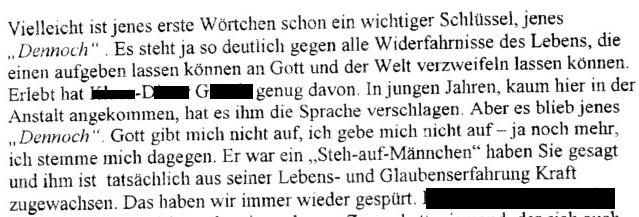 Vielleicht ist jenes erste Wörtchen schon ein wichtiger Schlüssel, jenes
„Dennoch“. Es steht ja so deutlich gegen alle Widerfahrnisse des Lebens, die
einen aufgeben lassen können an Gott und der Welt verzweifeln lassen können.
Erlebt hat genug davon. In jungen Jahren, kaum hier in der
Anstalt angekommen, hat es ihm die Sprache verschlagen. Aber es blieb jenes
„Dennoch“. Gott gibt mich nicht auf, ich gebe mich nicht auf – ja noch mehr,
ich stemme mich dagegen. Er war ein „Steh-auf-Männchen“ haben Sie gesagt
und ihm ist tatsächlich aus seiner Lebens- und Glaubenserfahrung Kraft
zugewachsen. Das haben wir immer wieder gespürt.